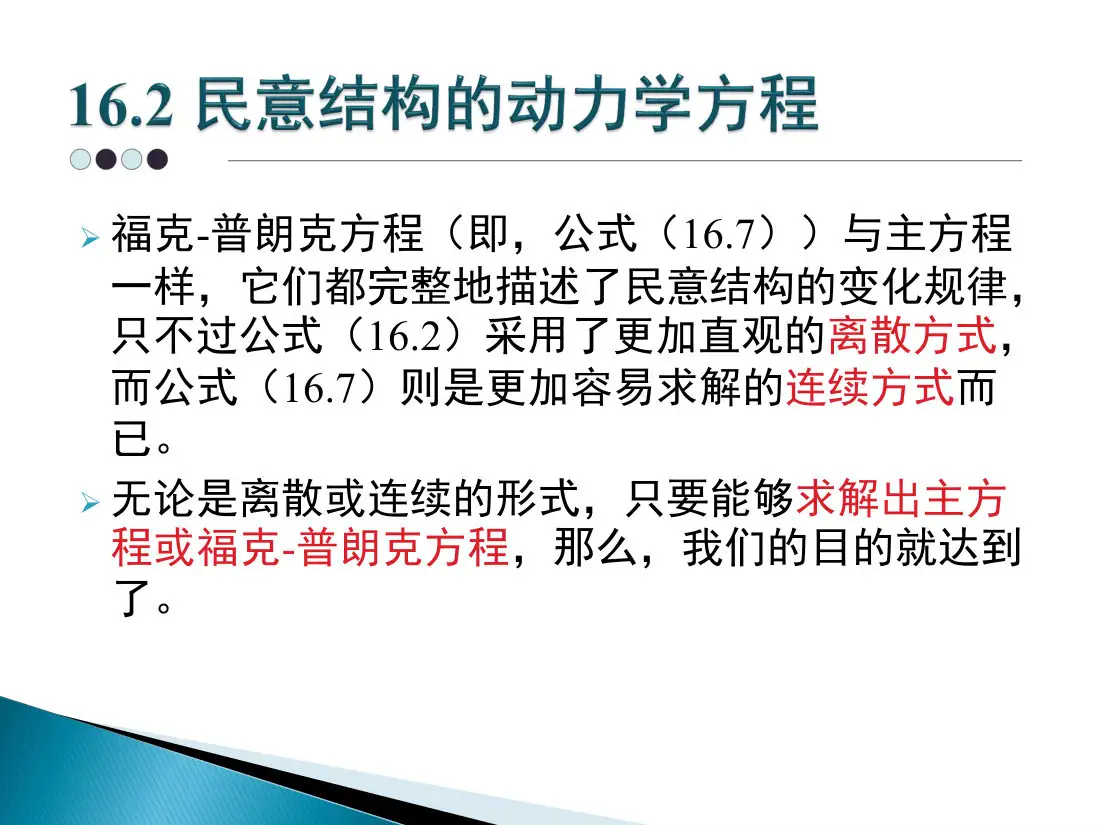 16.2 民意结构的动力学方程
福克-普朗克方程（即，公式（16.7））与主方程
一样，它们都完整地描述了民意结构的变化规律，
只不过公式（16.2）采用了更加直观的离散方式，
而公式（16.7）则是更加容易求解的连续方式而
已。
无论是离散或连续的形式，只要能够求解出主方
程或福克-普朗克方程，那么，我们的目的就达到
了。